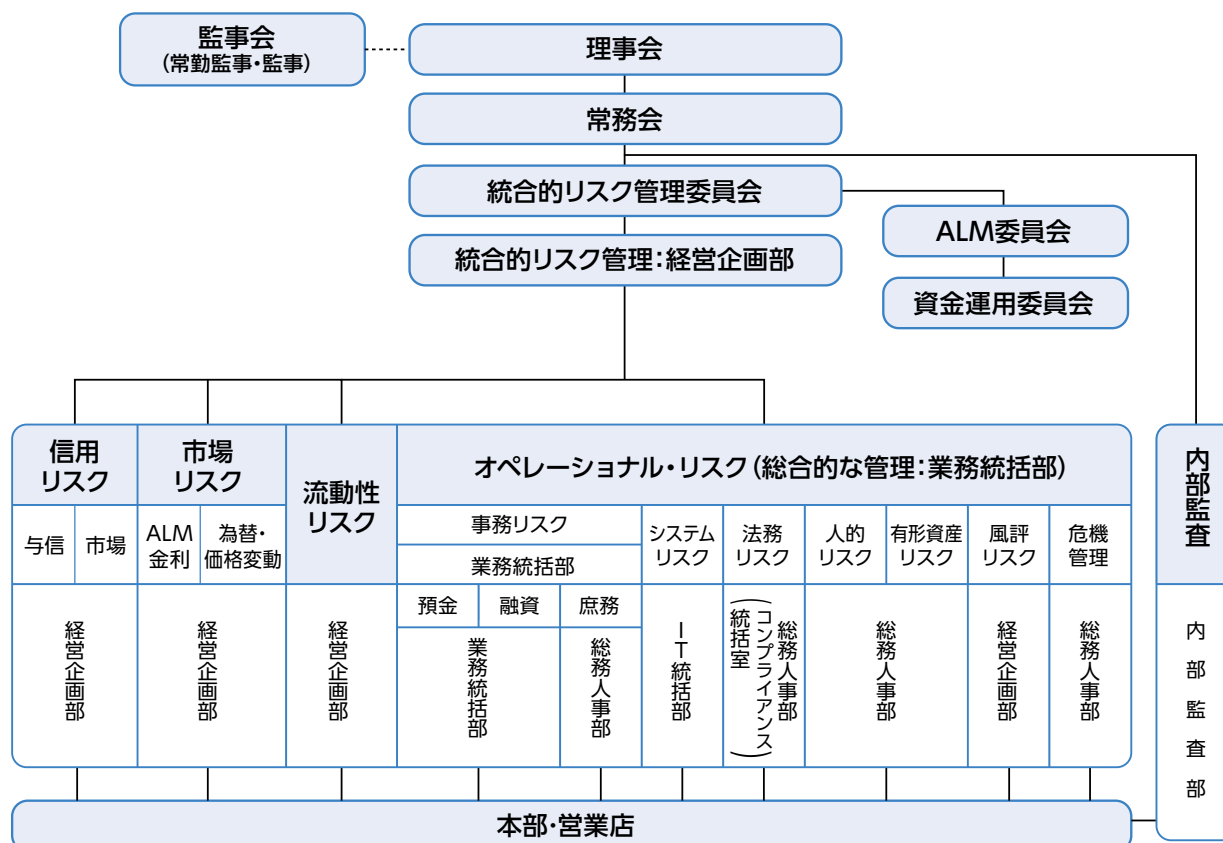 監事会
(常勤監事・監事)
理事会
常務会
統合的リスク管理委員会
ALM委員会
統合的リスク管理:経営企画部
資金運用委員会
信用
リスク
市場
リスク
流動性
リスク
オペレーショナル・リスク(総合的な管理:業務統括部)
内部監査
与信
市場
ALM
金利
為替・
価格変動
事務リスク
業務統括部
システム
リスク
法務
リスク
人的
リスク
有形資産
リスク
風評
リスク
危機
管理
預金
融資
庶務
経営企画部
経営企画部
経営企画部
業務統括部
総務人事部
IT統括部
総務人事部
(コンプライアンス
統括室)
総務人事部
経営企画部
総務人事部
内部監査部
本部・営業店